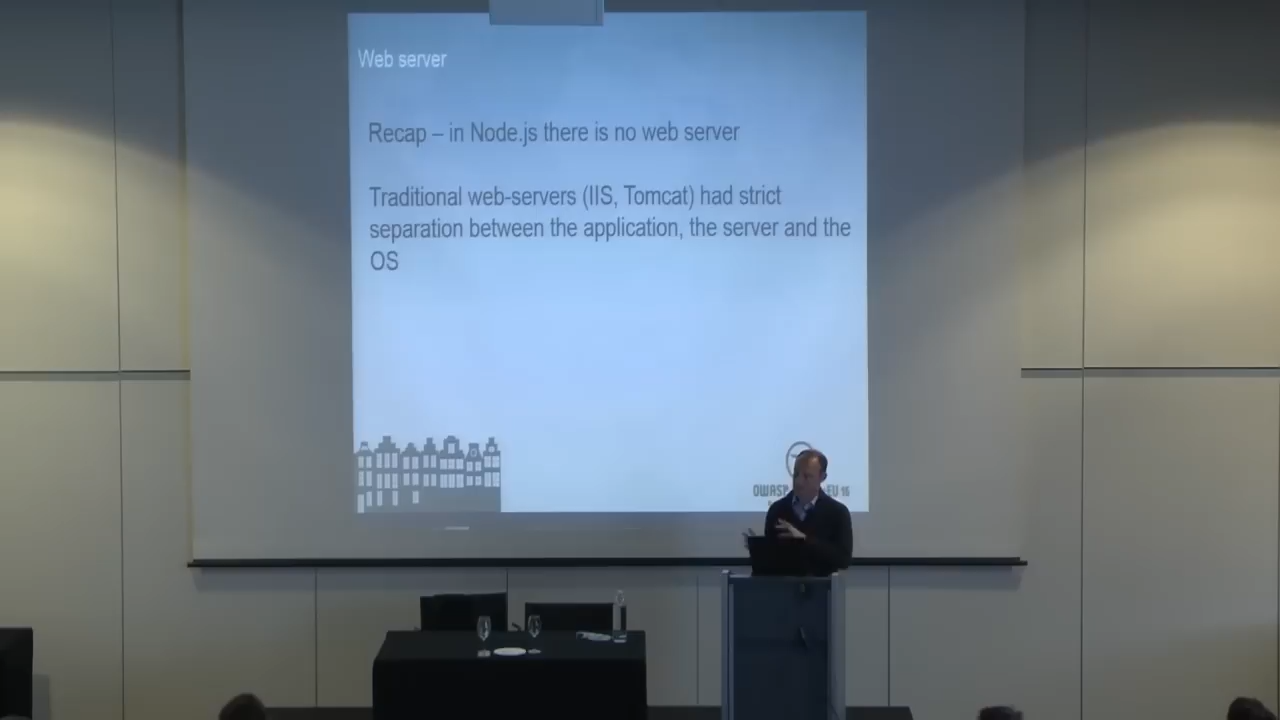 Web server
Recap – in Node.js there is no web server
Traditional web-servers (IIS, Tomcat) had strict
separation between the application, the server and the
OS
OWASP
EU 15